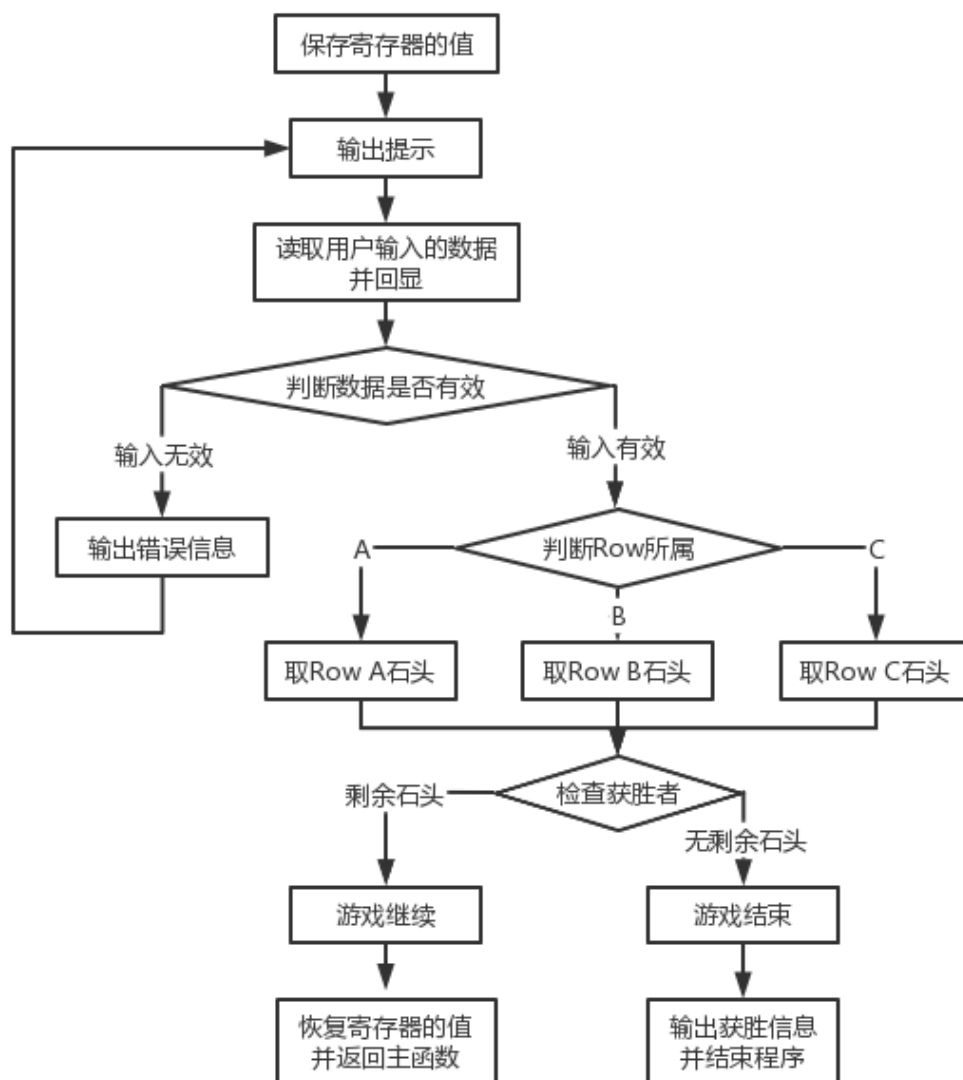 保存寄存器的值
输出提示
读取用户输入的数据
并回显
判断数据是否有效
输入无效
输入有效
输出错误信息
A
判断Row所属
C
B
取Row A石头
取Row B石头
取Row C石头
剩余石头
检查获胜者
无剩余石头
游戏继续
游戏结束
恢复寄存器的值
并返回主函数
输出获胜信息
并结束程序